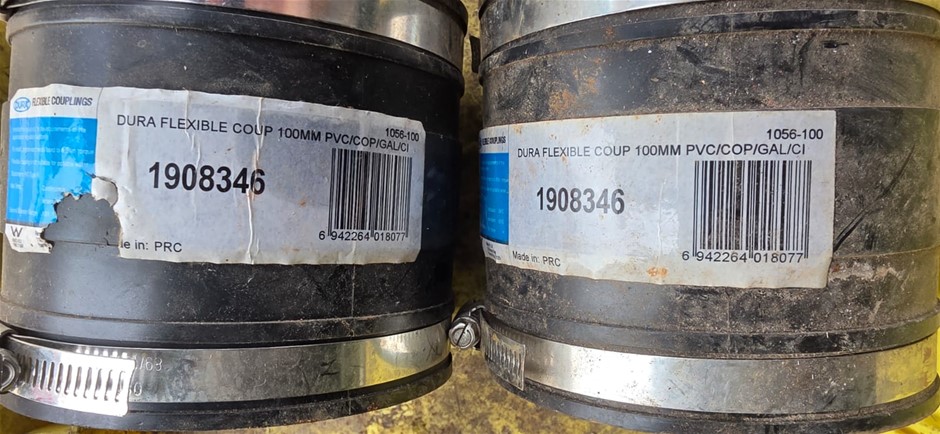 DURA FLEXIBLE COUPLINGS
DURA FLEXIBLE COUP 100MM PVC/COP/GAL/CI
1056-100
1908346
6 942264 018077
in: PRC
W
FLEXIBLE COUPLINGS
1056-100
DURA FLEXIBLE COUP 100MM PVC/COP/GAL/CI
1908346
6 942264 018077
Made in: PRC